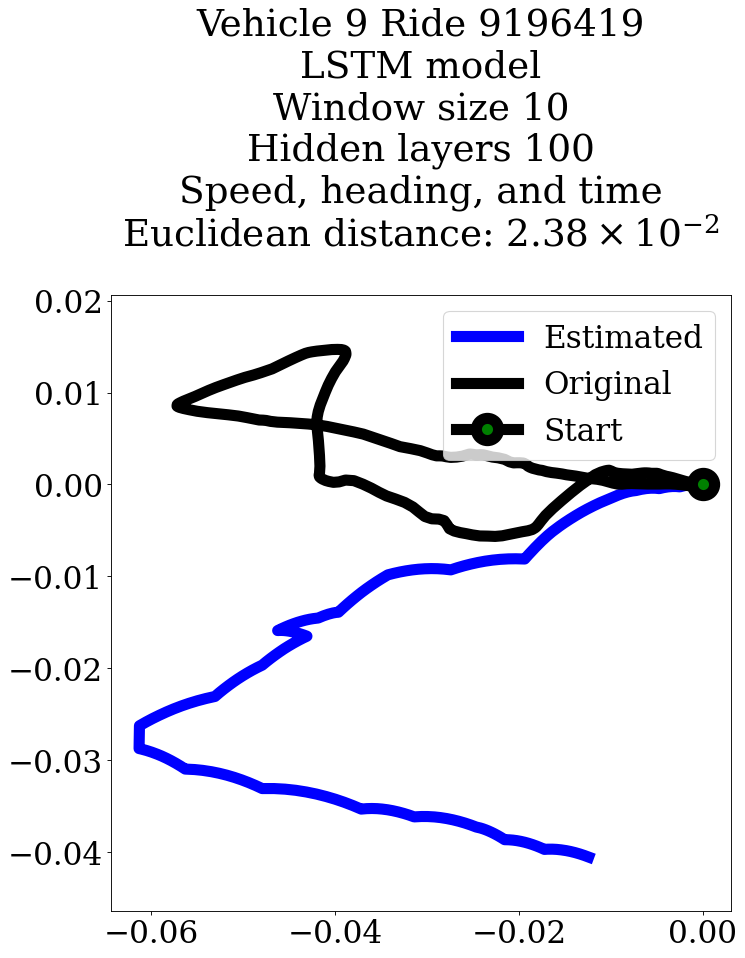 Vehicle 9 Ride 9196419
LSTM model
Window size 10
Hidden layers 100
Speed, heading, and time
Euclidean distance: 2.38 × 10⁻²
Estimated
Original
Start
0.02
0.01
0.00
−0.01
−0.02
−0.03
−0.04
−0.06
−0.04
−0.02
0.00